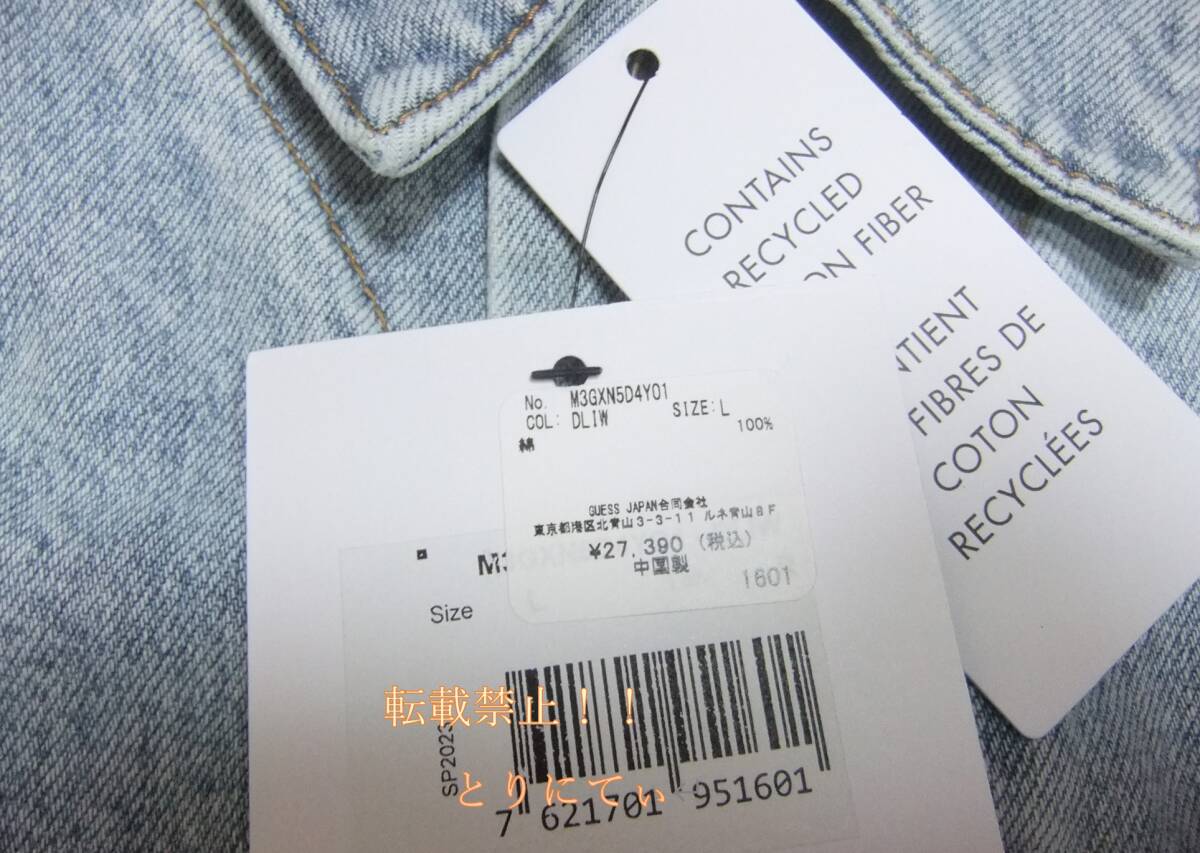 CONTAINS
RECYCLED
ON FIBER
NTIENT
FIBRES DE
COTON
RECYCLÉES
No. M3GXN5D4Y01
COL: DLIW SIZE:L
綿 100%
GUESS JAPAN合同会社
東京都港区北青山3-3-11 ルネ青山8F
¥27,390 (税込)
中国製
1601
M3
Size
SP2023
転載禁止！！
とりにてぃ
7 621701 951601